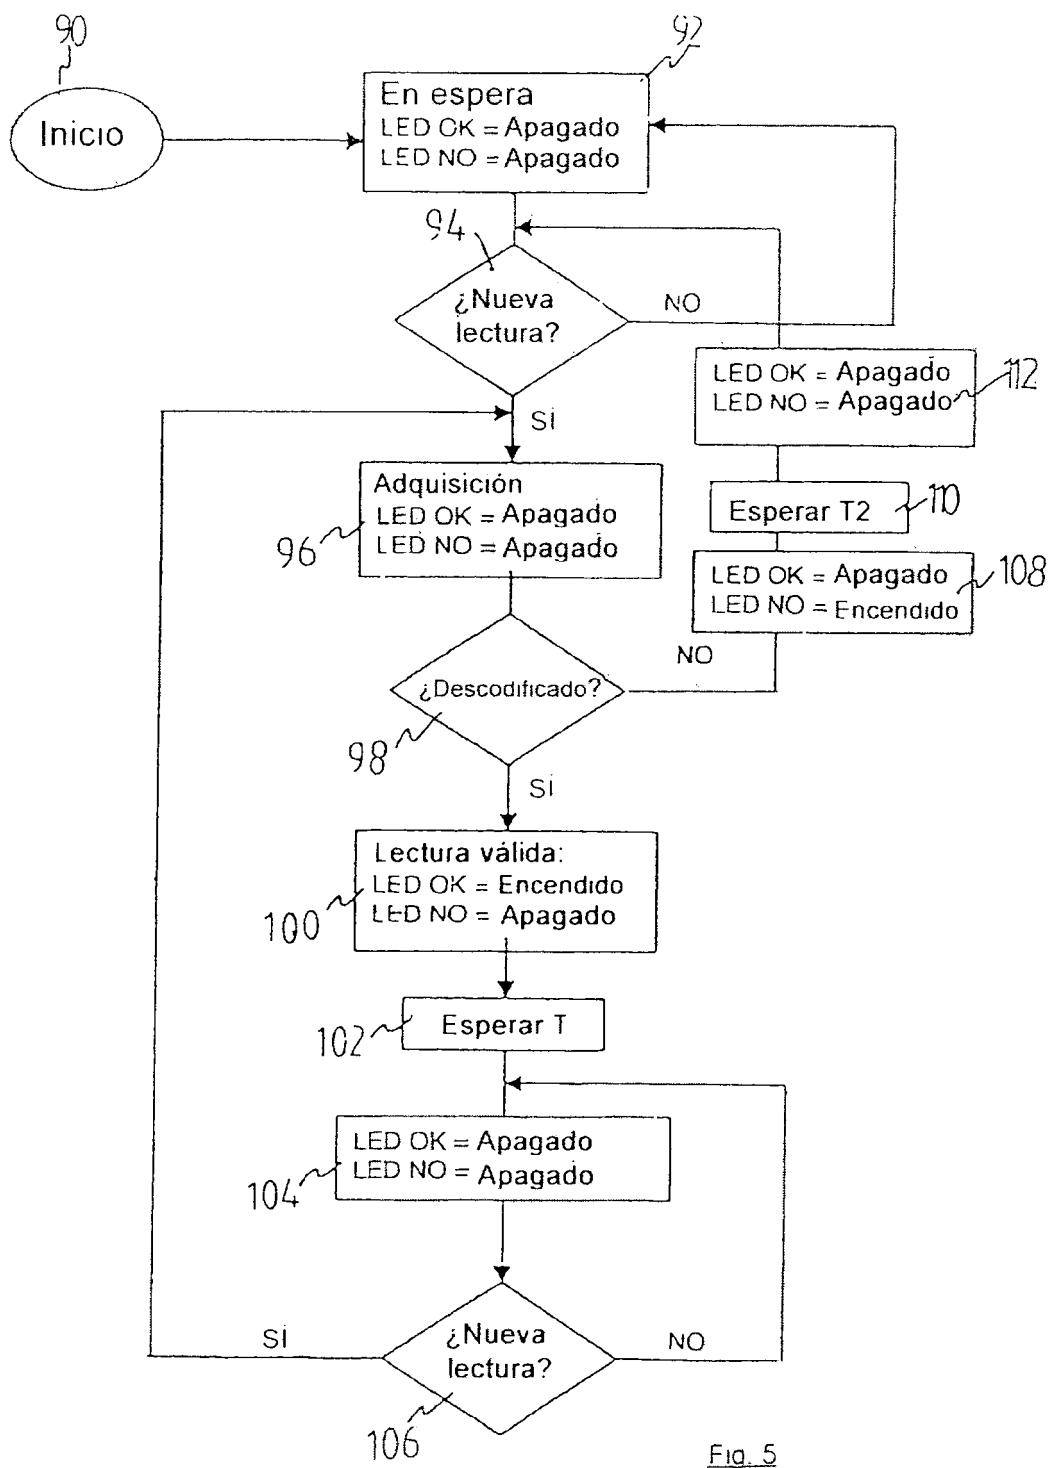 90
92
Inicio
En espera
LED OK = Apagado
LED NO = Apagado
94
¿Nueva
lectura?
NO
SÍ
LED OK = Apagado
LED NO = Apagado
112
Adquisición
LED OK = Apagado
LED NO = Apagado
96
Esperar T2
110
LED OK = Apagado
LED NO = Encendido
108
NO
¿Descodificado?
98
SÍ
Lectura válida:
LED OK = Encendido
LED NO = Apagado
100
Esperar T
102
LED OK = Apagado
LED NO = Apagado
104
SÍ
¿Nueva
lectura?
NO
106
Fig. 5